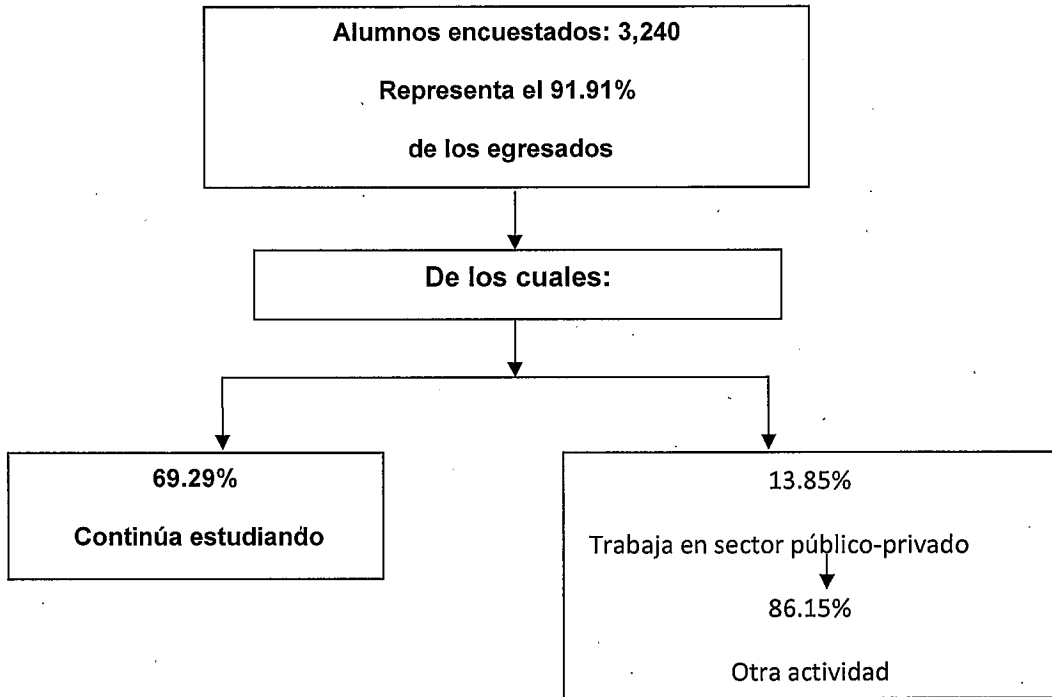 Alumnos encuestados: 3,240
Representa el 91.91%
de los egresados
De los cuales:
69.29%
Continúa estudiando
13.85%
Trabaja en sector público-privado
86.15%
Otra actividad